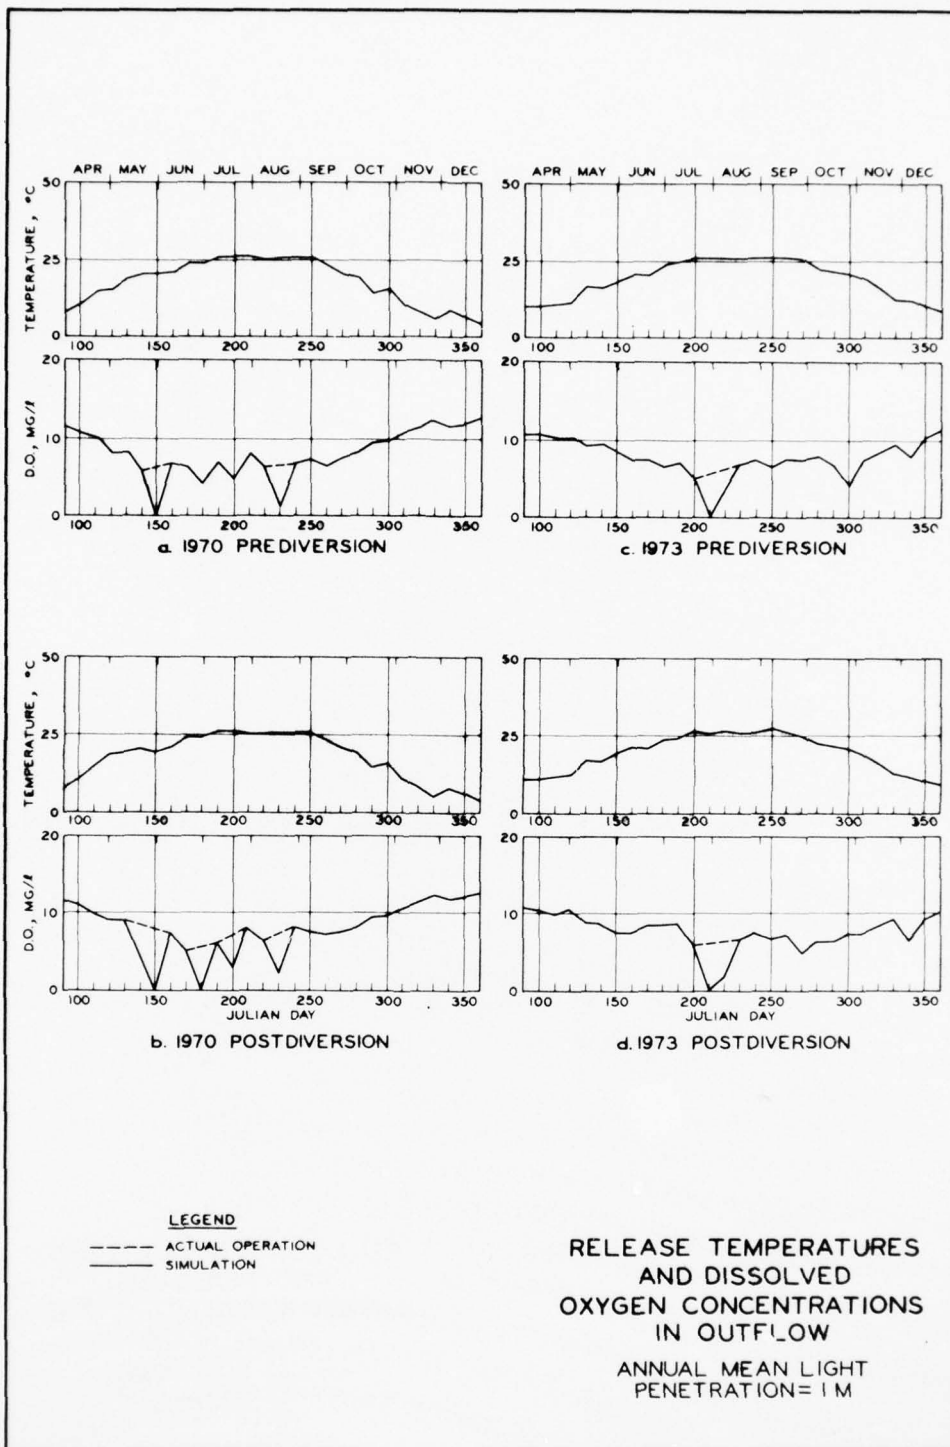 APR MAY JUN JUL AUG SEP OCT NOV DEC
50
25
0
TEMPERATURE, °C
100 150 200 250 300 350
20
10
0
D.O., MG/l
100 150 200 250 300 350
a. 1970 PREDIVERSION
APR MAY JUN JUL AUG SEP OCT NOV DEC
50
25
0
100 150 200 250 300 350
20
10
0
100 150 200 250 300 350
c. 1973 PREDIVERSION
50
25
0
TEMPERATURE, °C
100 150 200 250 300 350
20
10
0
D.O., MG/l
100 150 200 250 300 350
JULIAN DAY
b. 1970 POSTDIVERSION
50
25
0
100 150 200 250 300 350
20
10
0
100 150 200 250 300 350
JULIAN DAY
d. 1973 POSTDIVERSION
LEGEND
ACTUAL OPERATION
SIMULATION
RELEASE TEMPERATURES
AND DISSOLVED
OXYGEN CONCENTRATIONS
IN OUTFLOW
ANNUAL MEAN LIGHT
PENETRATION= 1 M